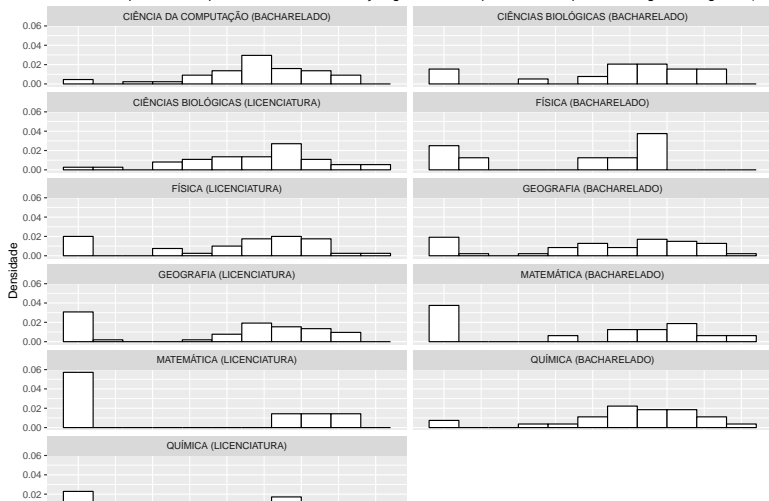 CIÊNCIA DA COMPUTAÇÃO (BACHARELADO)
CIÊNCIAS BIOLÓGICAS (BACHARELADO)
0.06
0.04
0.02
0.00
CIÊNCIAS BIOLÓGICAS (LICENCIATURA)
FÍSICA (BACHARELADO)
0.06
0.04
0.02
0.00
FÍSICA (LICENCIATURA)
GEOGRAFIA (BACHARELADO)
0.06
0.04
0.02
0.00
Densidade
GEOGRAFIA (LICENCIATURA)
MATEMÁTICA (BACHARELADO)
0.06
0.04
0.02
0.00
MATEMÁTICA (LICENCIATURA)
QUÍMICA (BACHARELADO)
0.06
0.04
0.02
0.00
QUÍMICA (LICENCIATURA)
0.06
0.04
0.02